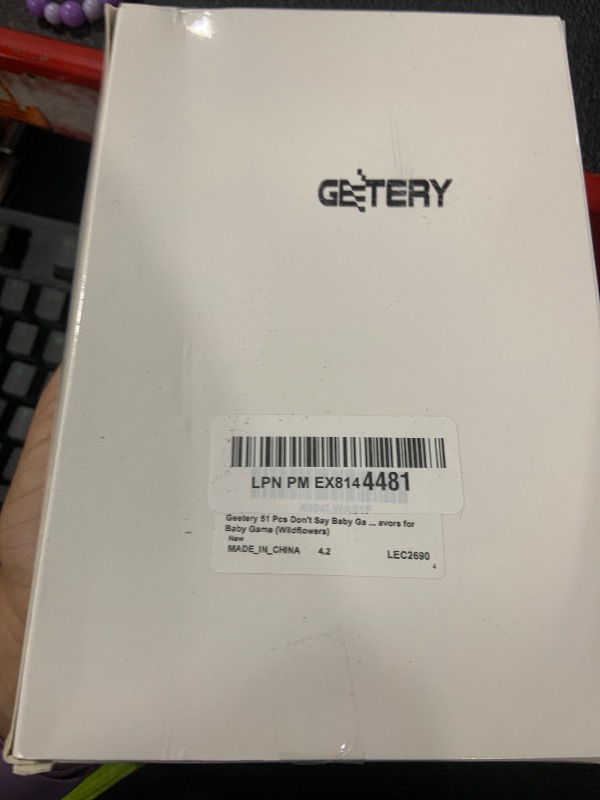 GEETERY
LPN PM EX8144481
Geetery 51 Pcs Don't Say Baby Ga ... avors for
Baby Game (Wildflowers)
New
MADE_IN_CHINA 4.2 LEC2690
4